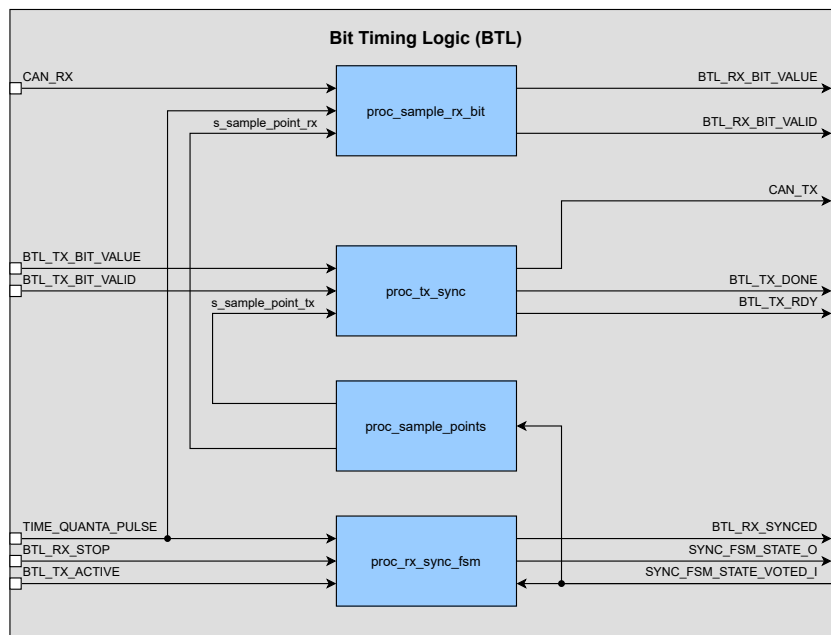 Bit Timing Logic (BTL)
CAN_RX
BTL_RX_BIT_VALUE
proc_sample_rx_bit
s_sample_point_rx
BTL_RX_BIT_VALID
CAN_TX
BTL_TX_BIT_VALUE
BTL_TX_BIT_VALID
proc_tx_sync
BTL_TX_DONE
s_sample_point_tx
BTL_TX_RDY
proc_sample_points
TIME_QUANTA_PULSE
BTL_RX_SYNCED
BTL_RX_STOP
proc_rx_sync_fsm
SYNC_FSM_STATE_O
BTL_TX_ACTIVE
SYNC_FSM_STATE_VOTED_I